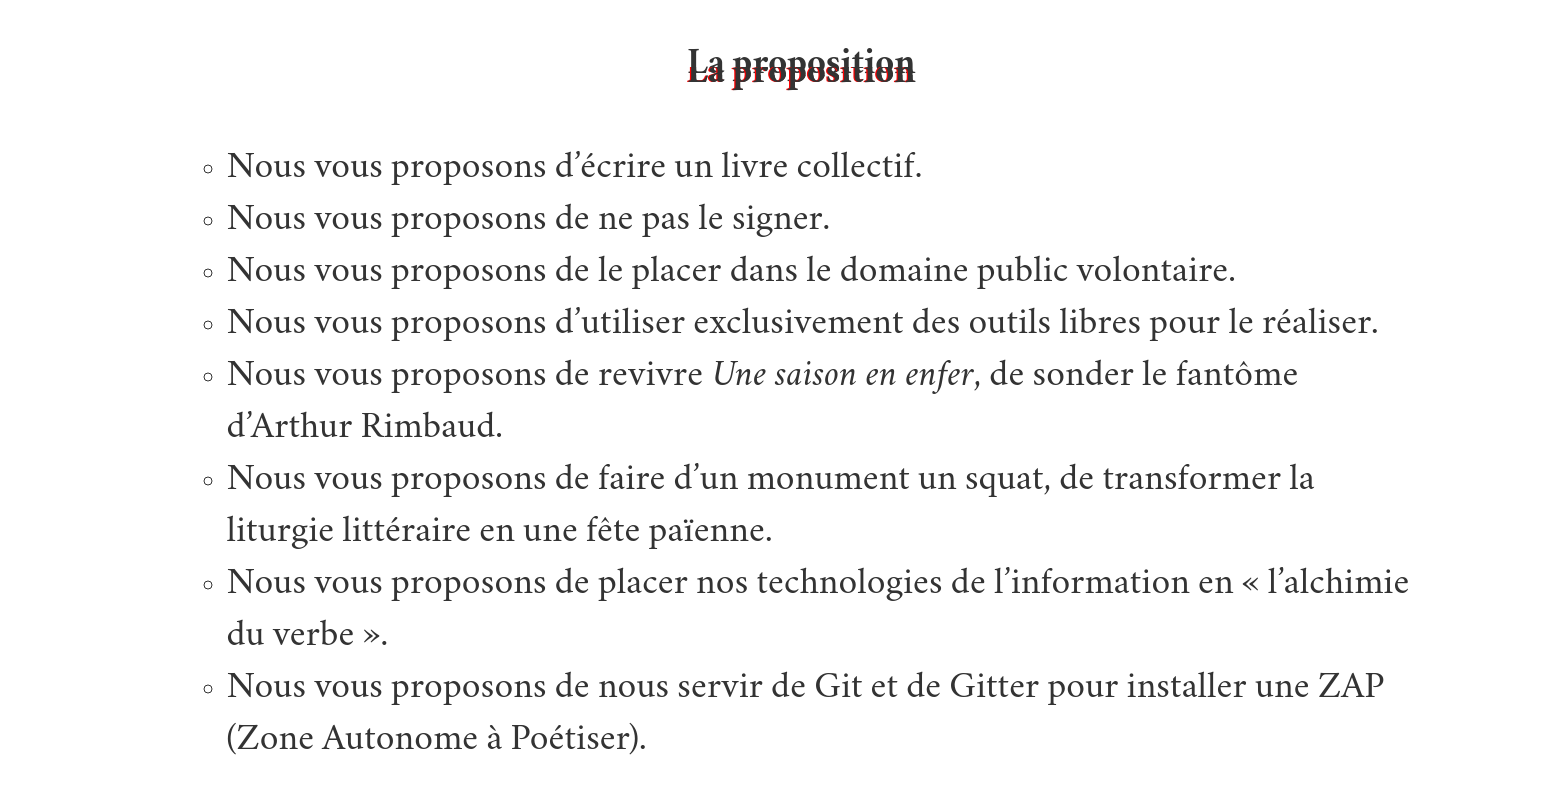 La proposition
Nous vous proposons d’écrire un livre collectif.
Nous vous proposons de ne pas le signer.
Nous vous proposons de le placer dans le domaine public volontaire.
Nous vous proposons d’utiliser exclusivement des outils libres pour le réaliser.
Nous vous proposons de revivre Une saison en enfer, de sonder le fantôme
d’Arthur Rimbaud.
Nous vous proposons de faire d’un monument un squat, de transformer la
liturgie littéraire en une fête païenne.
Nous vous proposons de placer nos technologies de l’information en « l’alchimie
du verbe ».
Nous vous proposons de nous servir de Git et de Gitter pour installer une ZAP
(Zone Autonome à Poétiser).